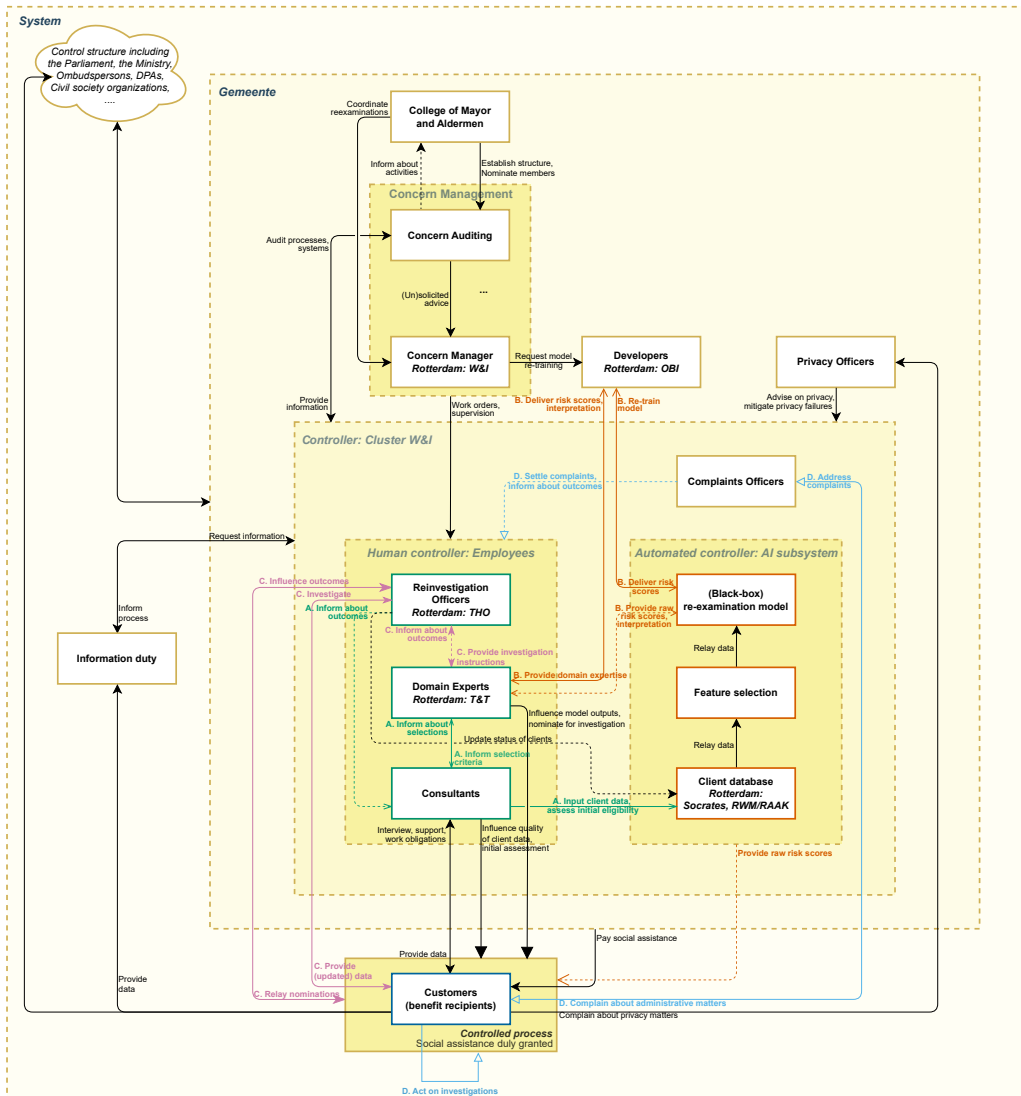 System
Control structure including
the Parliament, the Ministry,
Ombudspersons, DPAs,
Civil society organizations,
....
Gemeente
Coordinate
reexaminations
College of Mayor
and Aldermen
Inform about
activities
Establish structure,
Nominate members
Concern Management
Audit processes,
systems
Concern Auditing
(Un)solicited
advice
...
Concern Manager
Rotterdam: W&I
Request model
re-training
Developers
Rotterdam: OBI
Privacy Officers
Provide
information
Work orders,
supervision
B. Deliver risk scores,
interpretation
B. Re-train
model
Advise on privacy,
mitigate privacy failures
Controller: Cluster W&I
D. Settle complaints,
inform about outcomes
Complaints Officers
D. Address
complaints
Request information
Human controller: Employees
Automated controller: AI subsystem
C. Influence outcomes
C. Investigate
A. Inform about
outcomes
Reinvestigation
Officers
Rotterdam: THO
B. Deliver risk
scores
B. Provide raw
risk scores,
interpretation
(Black-box)
re-examination model
Inform
process
C. Inform about
outcomes
C. Provide investigation
instructions
Relay data
Information duty
B. Provide domain expertise
Domain Experts
Rotterdam: T&T
Feature selection
Influence model outputs,
nominate for investigation
A. Inform about
selections
Update status of clients
Relay data
A. Inform selection
criteria
Consultants
A. Input client data,
assess initial eligibility
Client database
Rotterdam:
Socrates, RWM/RAAK
Interview, support,
work obligations
Influence quality
of client data,
initial assessment
Provide raw risk scores
Pay social assistance
Provide data
C. Provide
(updated) data
Provide
data
C. Relay nominations
Customers
(benefit recipients)
D. Complain about administrative matters
Complain about privacy matters
Controlled process
Social assistance duly granted
D. Act on investigations